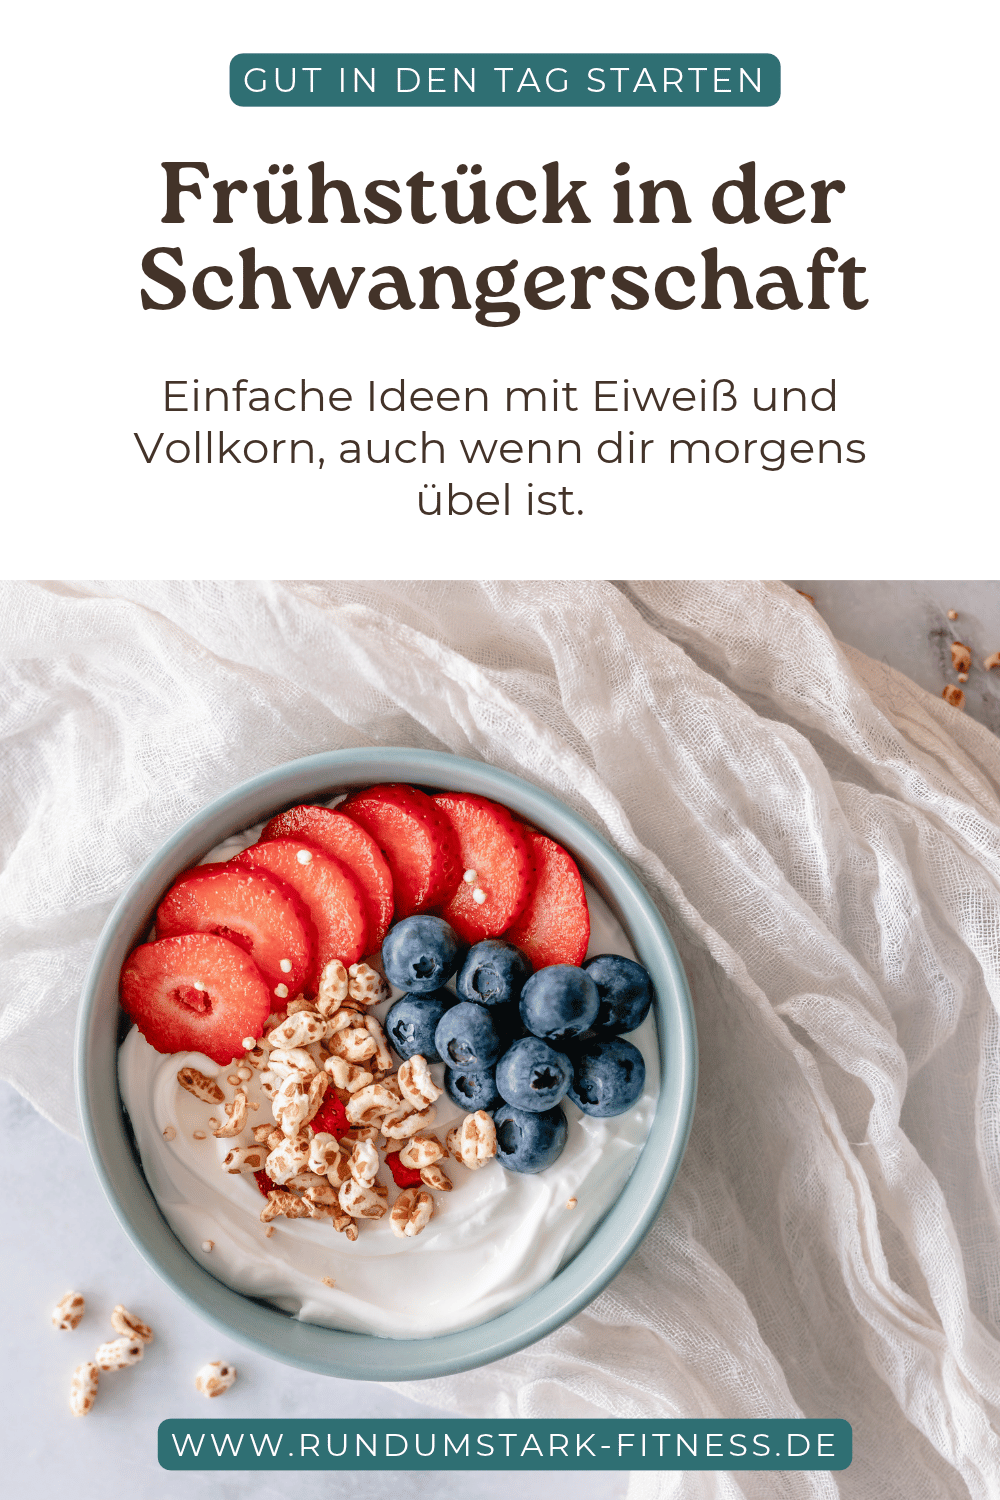 GUT IN DEN TAG STARTEN
Frühstück in der
Schwangerschaft
Einfache Ideen mit Eiweiß und
Vollkorn, auch wenn dir morgens
übel ist.
WWW.RUNDUMSTARK-FITNESS.DE